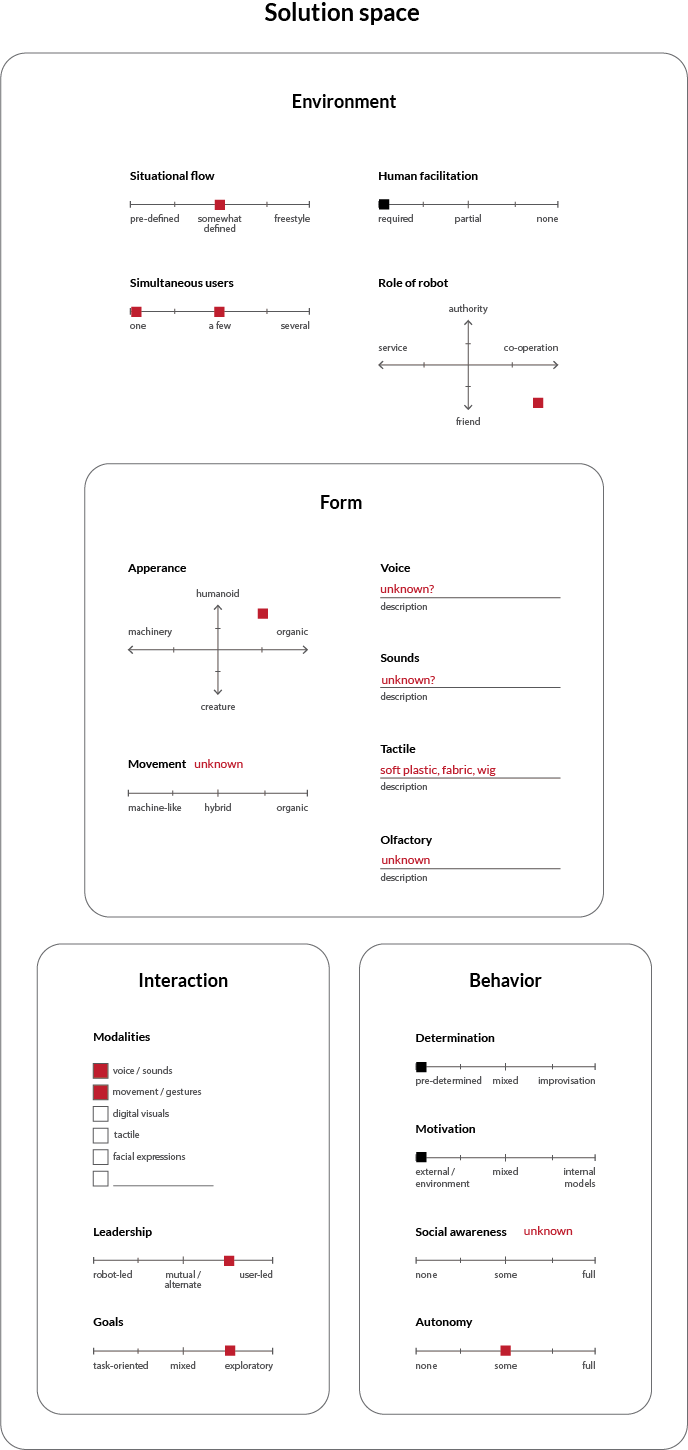 Solution space
Environment
Situational flow
pre-defined
somewhat
defined
freestyle
Human facilitation
required
partial
none
Simultaneous users
one
a few
several
Role of robot
authority
service
co-operation
friend
Form
Apperance
humanoid
machinery
organic
creature
Voice
unknown?
description
Sounds
unknown?
description
Movement unknown
machine-like
hybrid
organic
Tactile
soft plastic, fabric, wig
description
Olfactory
unknown
description
Interaction
Modalities
voice / sounds
movement / gestures
digital visuals
tactile
facial expressions
Leadership
robot-led
mutual /
alternate
user-led
Goals
task-oriented
mixed
exploratory
Behavior
Determination
pre-determined
mixed
improvisation
Motivation
external /
environment
mixed
internal
models
Social awareness unknown
none
some
full
Autonomy
none
some
full